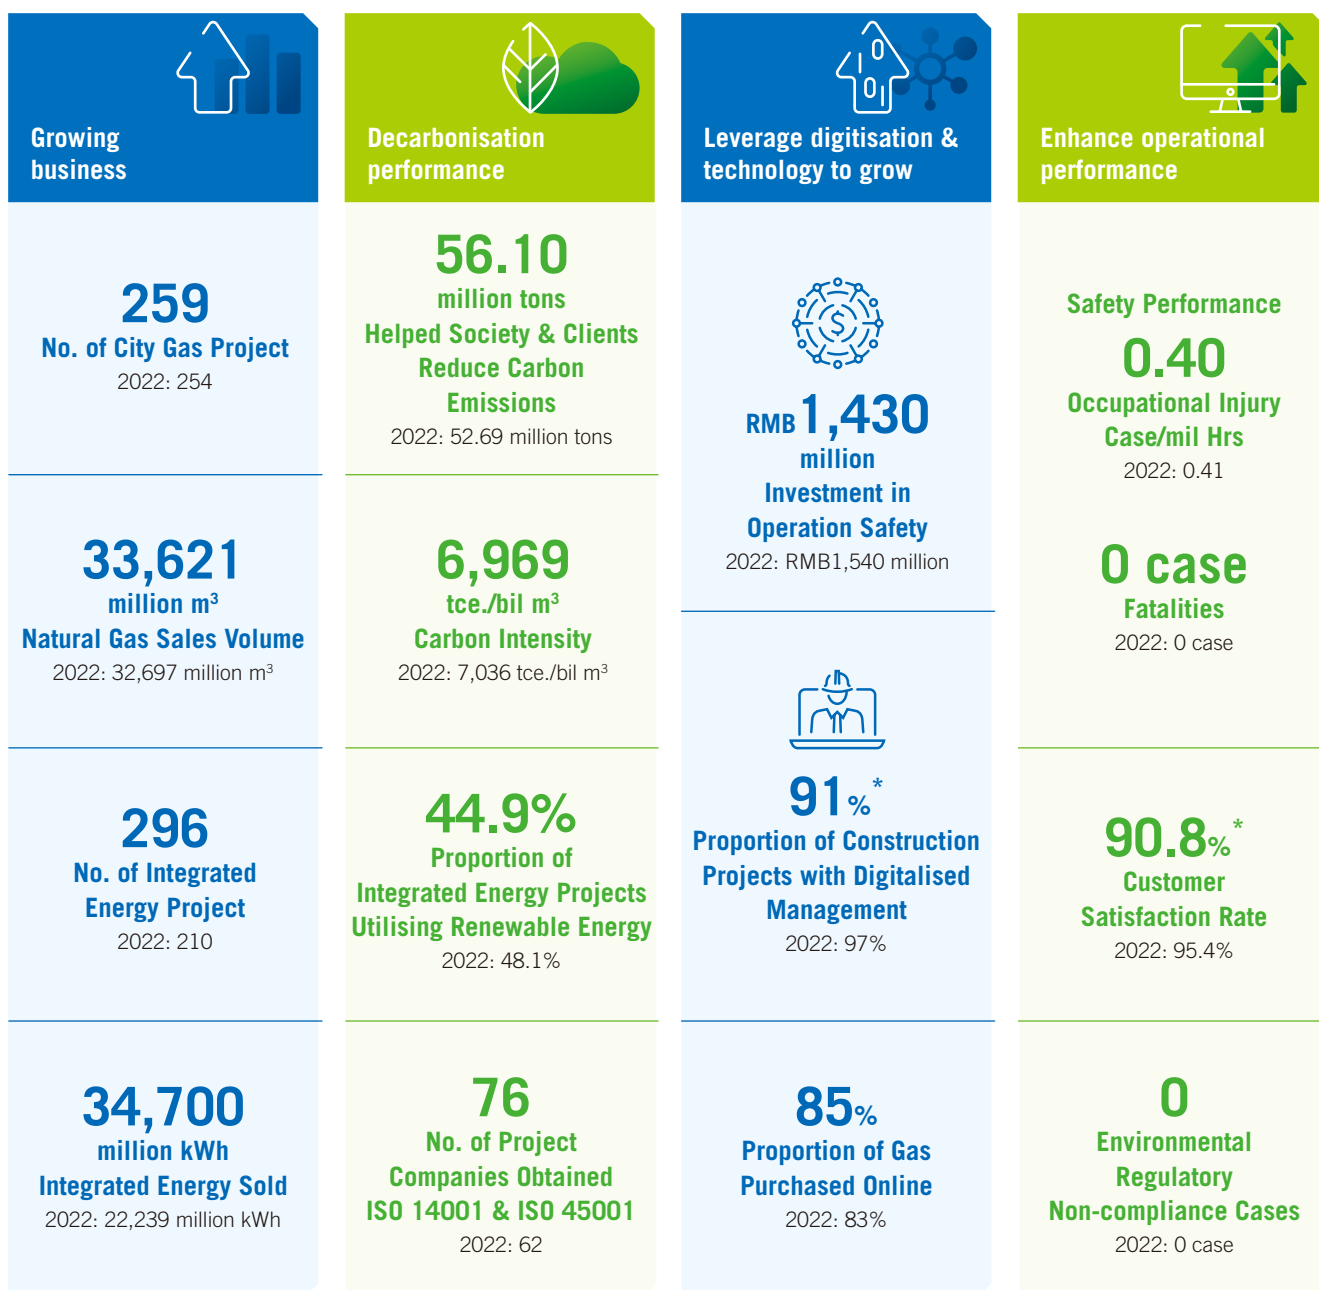 Growing
business
259
No. of City Gas Project
2022: 254
33,621
million m³
Natural Gas Sales Volume
2022: 32,697 million m³
296
No. of Integrated
Energy Project
2022: 210
34,700
million kWh
Integrated Energy Sold
2022: 22,239 million kWh
Decarbonisation
performance
56.10
million tons
Helped Society & Clients
Reduce Carbon
Emissions
2022: 52.69 million tons
6,969
tce./bil m³
Carbon Intensity
2022: 7,036 tce./bil m³
44.9%
Proportion of
Integrated Energy Projects
Utilising Renewable Energy
2022: 48.1%
76
No. of Project
Companies Obtained
ISO 14001 & ISO 45001
2022: 62
Leverage digitisation &
technology to grow
$
RMB1,430
million
Investment in
Operation Safety
2022: RMB1,540 million
91%*
Proportion of Construction
Projects with Digitalised
Management
2022: 97%
85%
Proportion of Gas
Purchased Online
2022: 83%
Enhance operational
performance
Safety Performance
0.40
Occupational Injury
Case/mil Hrs
2022: 0.41
0 case
Fatalities
2022: 0 case
90.8%*
Customer
Satisfaction Rate
2022: 95.4%
0
Environmental
Regulatory
Non-compliance Cases
2022: 0 case